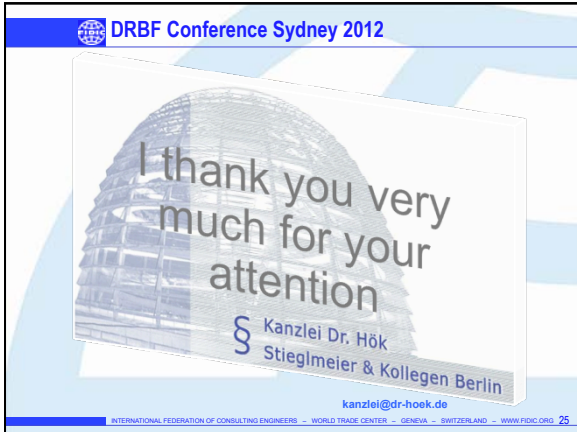 FIDIC
DRBF Conference Sydney 2012
I thank you very
much for your
attention
§ Kanzlei Dr. Hök
Stieglmeier & Kollegen Berlin
kanzlei@dr-hoek.de
INTERNATIONAL FEDERATION OF CONSULTING ENGINEERS – WORLD TRADE CENTER – GENEVA – SWITZERLAND – WWW.FIDIC.ORG 25